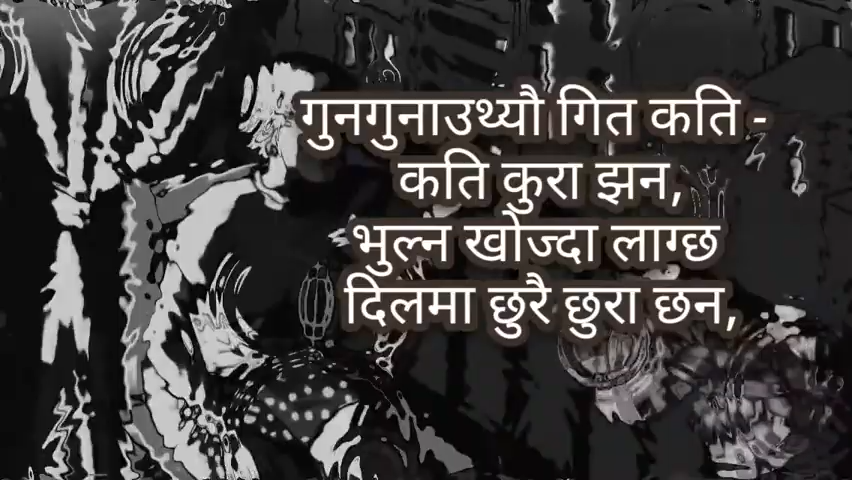 गुनगुनाउथ्यौ गित कति -
कति कुरा झन,
भुल्न खोज्दा लाग्छ
दिलमा छुरै छुरा छन,